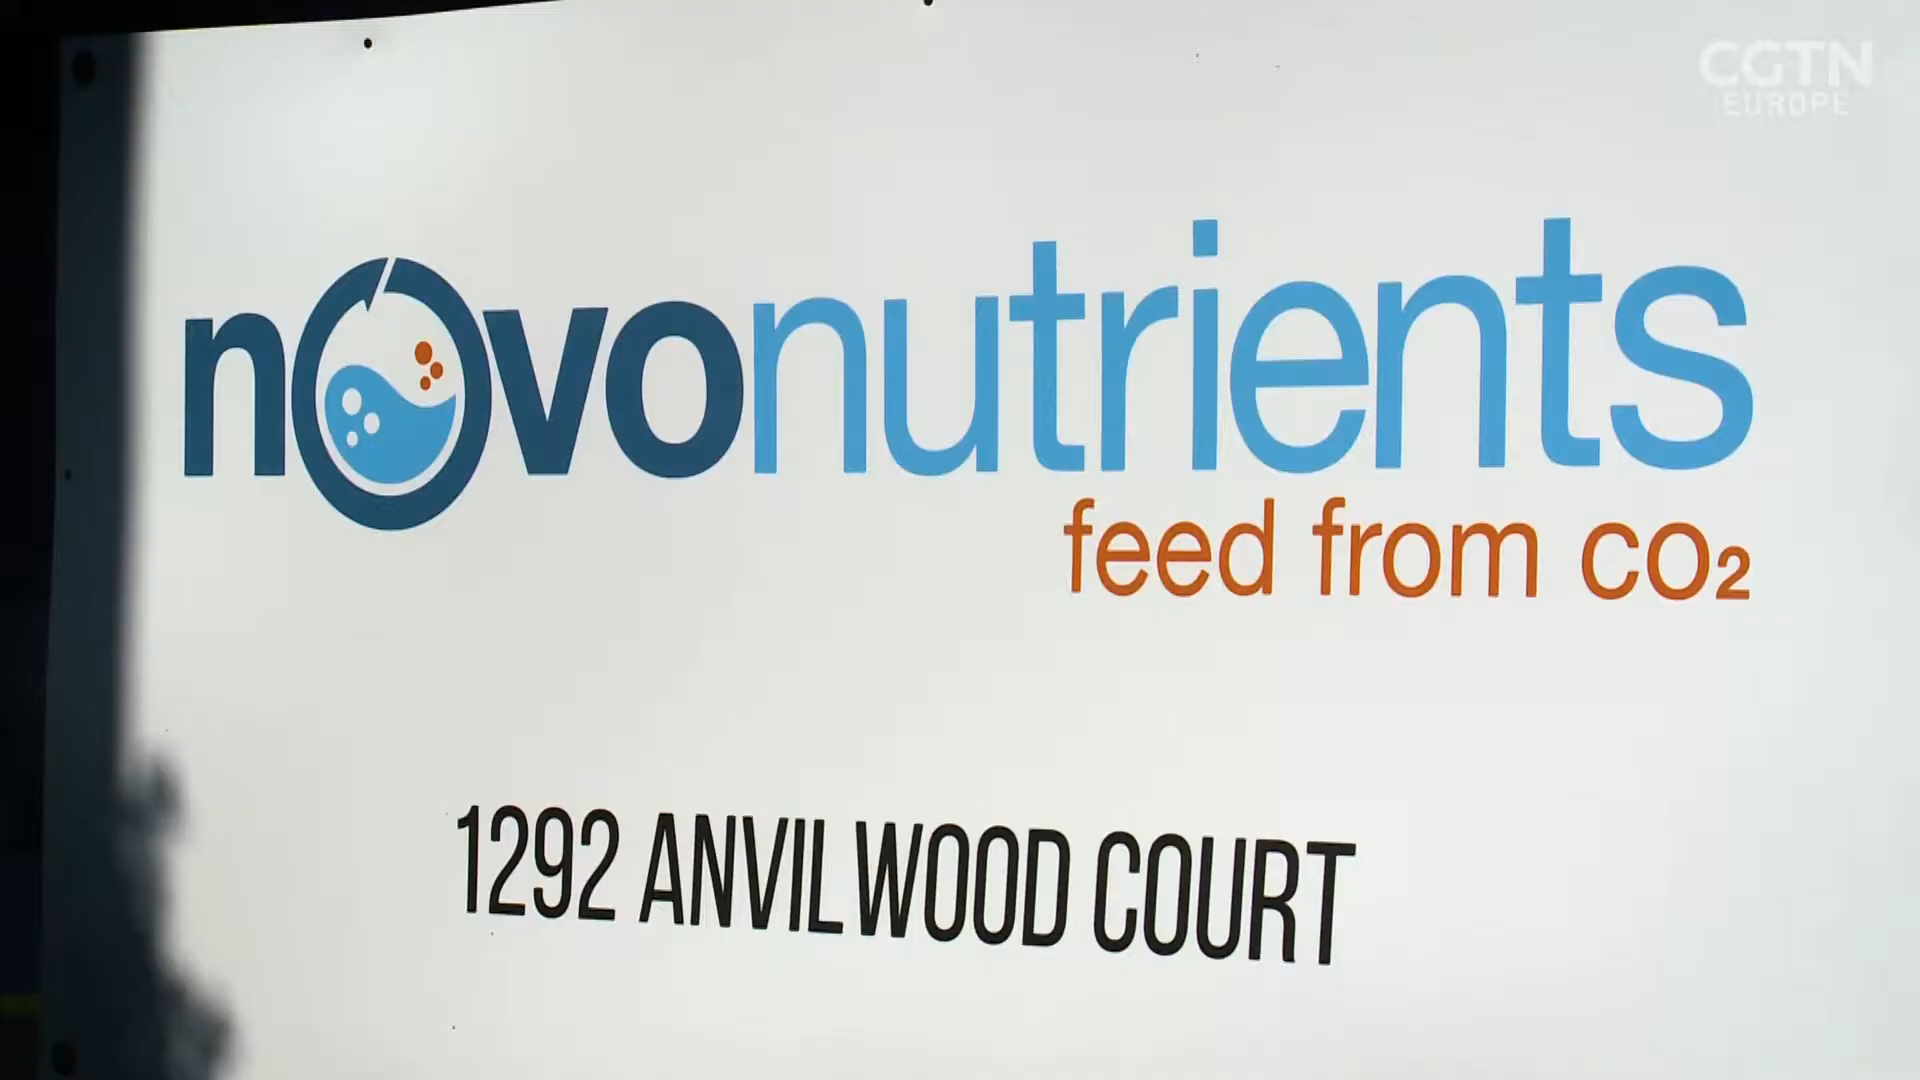 CGTN
EUROPE
novonutrients
feed from co₂
1292 ANVILWOOD COURT